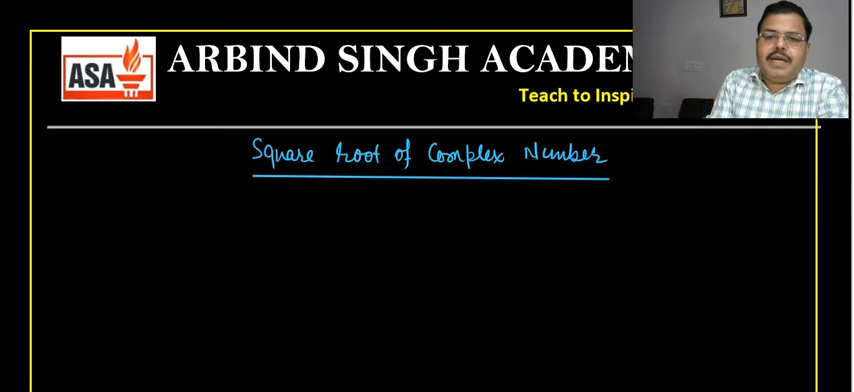 ASA
ARBIND SINGH ACADEM
Teach to Inspi
Square root of Complex Number